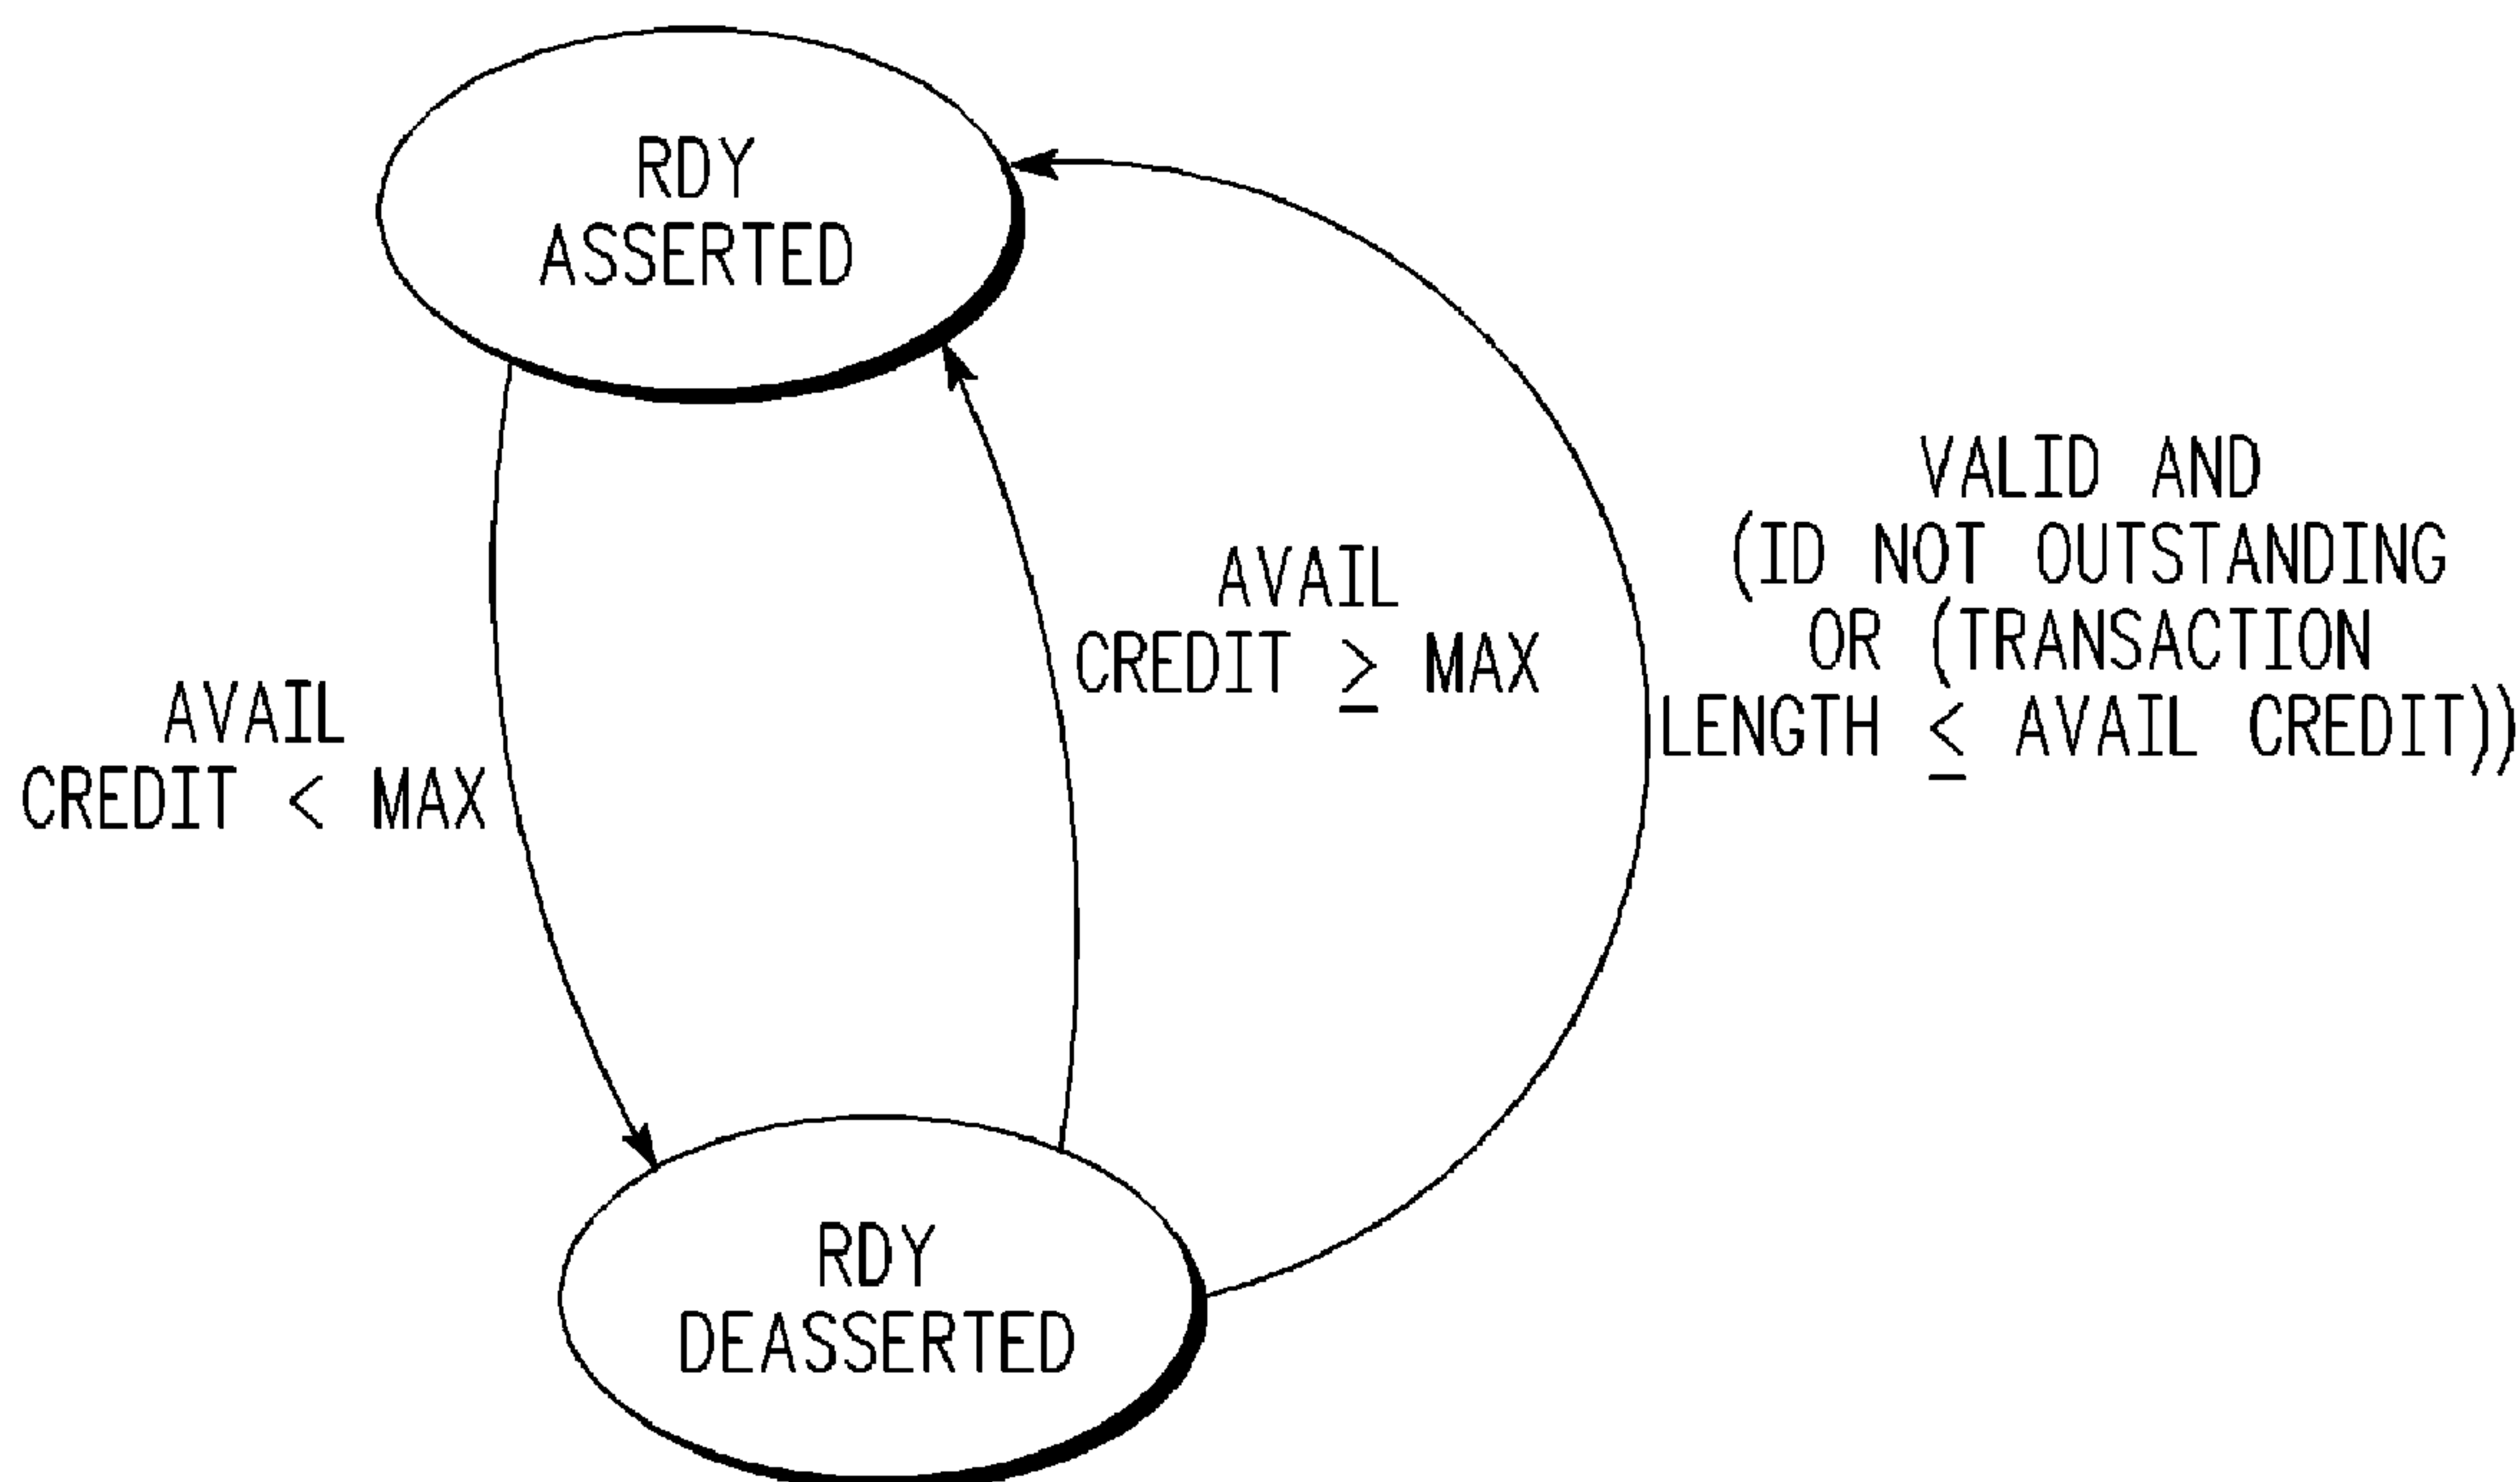 RDY
ASSERTED
AVAIL
CREDIT < MAX
AVAIL
CREDIT ≥ MAX
VALID AND
(ID NOT OUTSTANDING
OR (TRANSACTION
LENGTH ≤ AVAIL CREDIT))
RDY
DEASSERTED